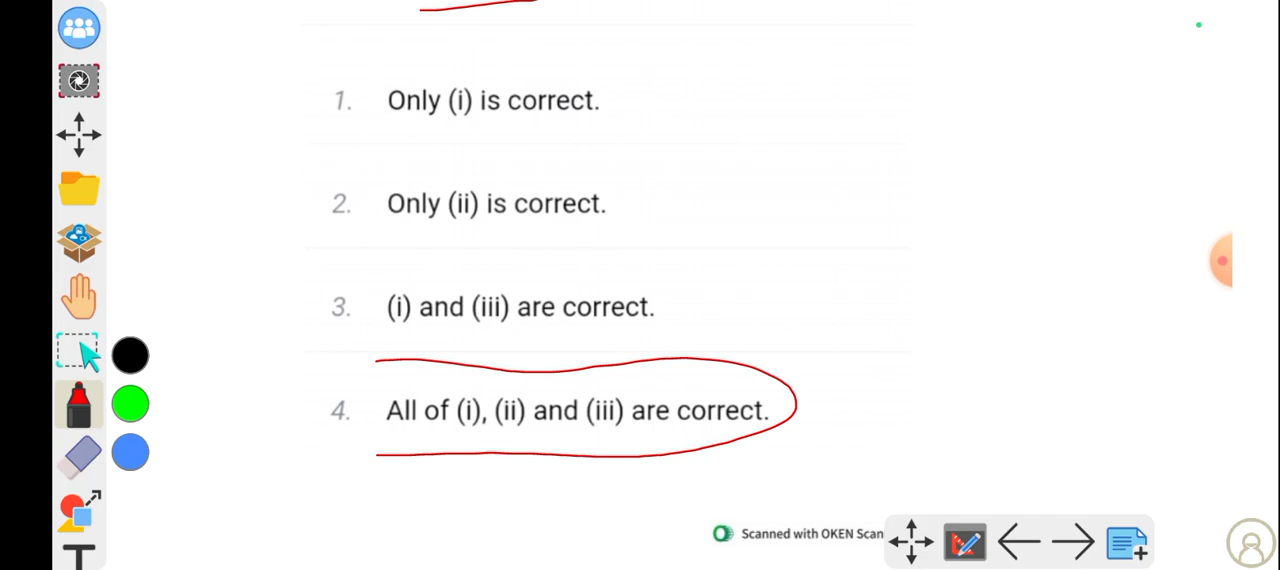 1. Only (i) is correct.
2. Only (ii) is correct.
3. (i) and (iii) are correct.
4. All of (i), (ii) and (iii) are correct.
Scanned with OKEN Scan
T